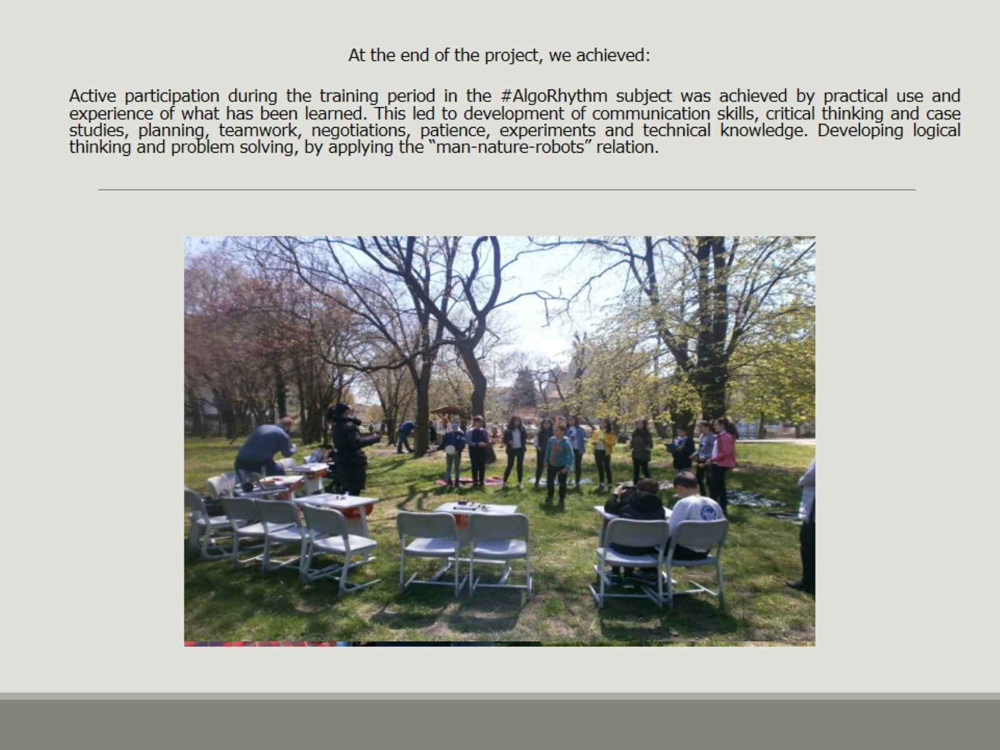 At the end of the project, we achieved:
Active participation during the training period in the #AlgoRhythm subject was achieved by practical use and
experience of what has been learned. This led to development of communication skills, critical thinking and case
studies, planning, teamwork, negotiations, patience, experiments and technical knowledge. Developing logical
thinking and problem solving, by applying the “man-nature-robots” relation.